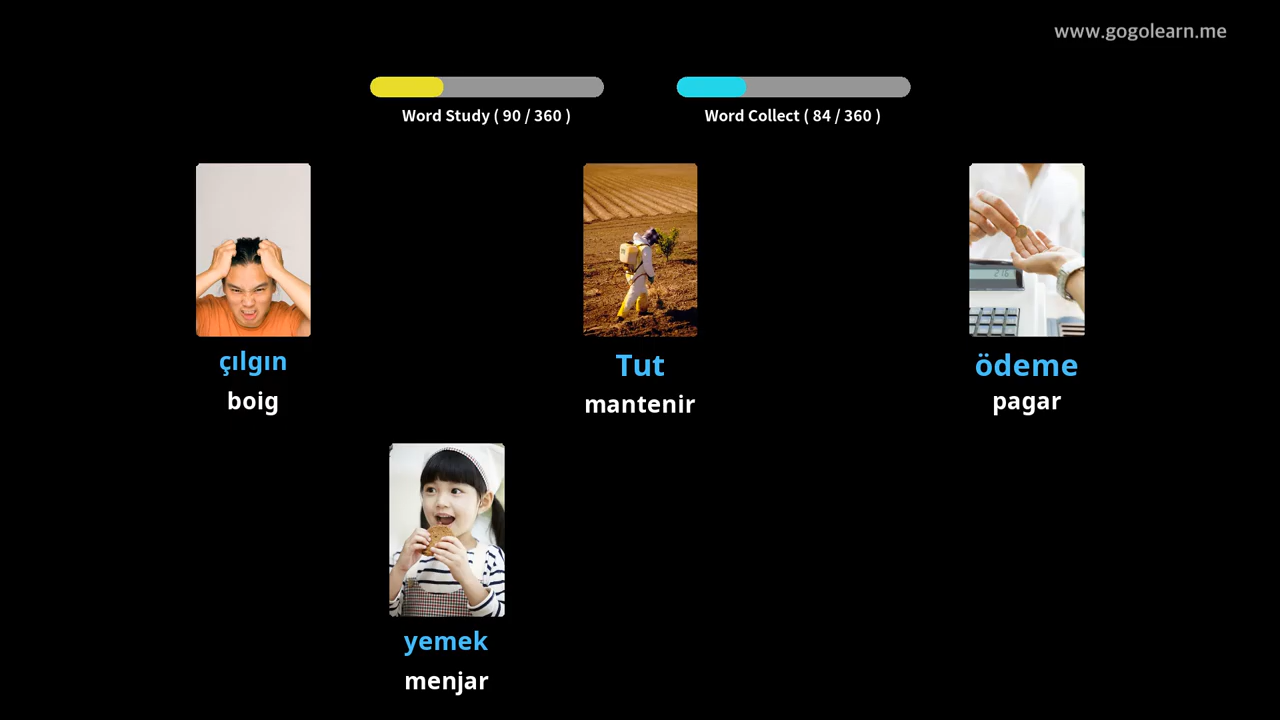 www.gogolearn.me
Word Study ( 90 / 360 )
Word Collect ( 84 / 360 )
çılgın
boig
Tut
mantenir
ödeme
pagar
yemek
menjar